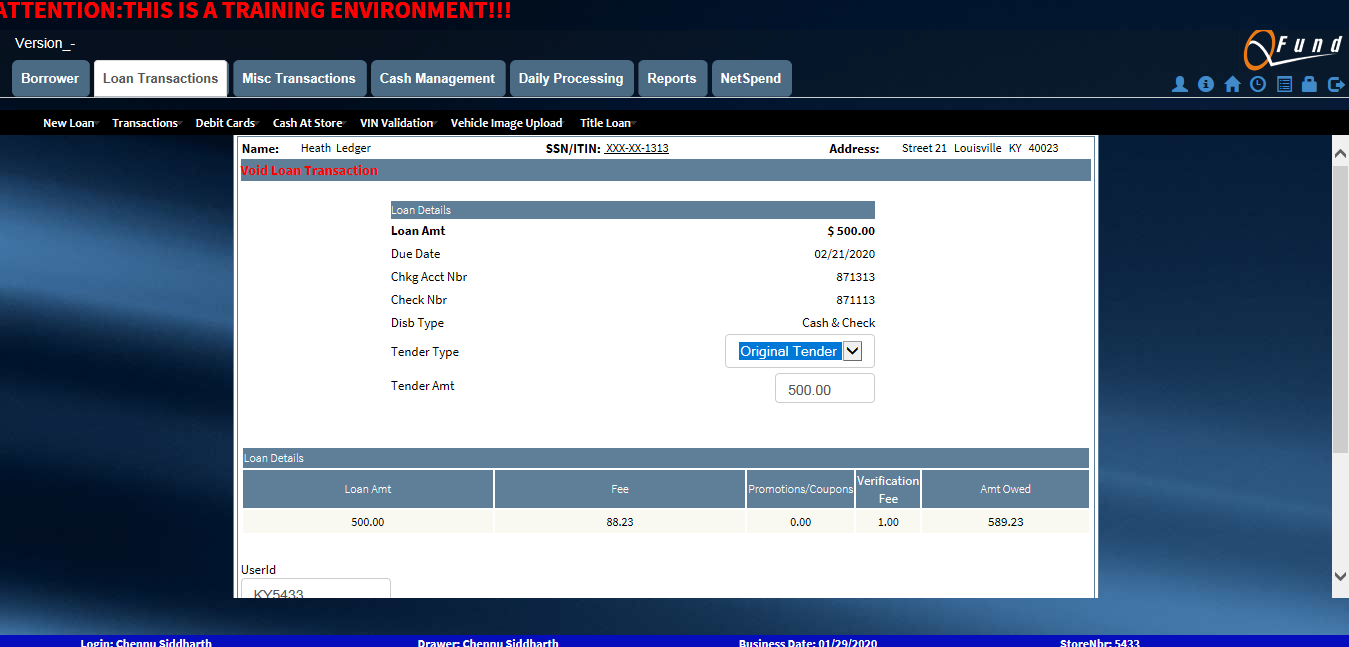 ATTENTION:THIS IS A TRAINING ENVIRONMENT!!!
Version_-
QFund
Borrower Loan Transactions Misc Transactions Cash Management Daily Processing Reports NetSpend
New Loan Transactions Debit Cards Cash At Store VIN Validation Vehicle Image Upload Title Loan
Name: Heath Ledger SSN/ITIN: XXX-XX-1313 Address: Street 21 Louisville KY 40023
Void Loan Transaction
Loan Details
Loan Amt $ 500.00
Due Date 02/21/2020
Chkg Acct Nbr 871313
Check Nbr 871113
Disb Type Cash & Check
Tender Type Original Tender
Tender Amt 500.00
Loan Details
Loan Amt Fee Promotions/Coupons Verification Fee Amt Owed
500.00 88.23 0.00 1.00 589.23
UserId
KY5433
Login: Chennu Siddharth Drawer: Chennu Siddharth Business Date: 01/29/2020 StoreNbr: 5433